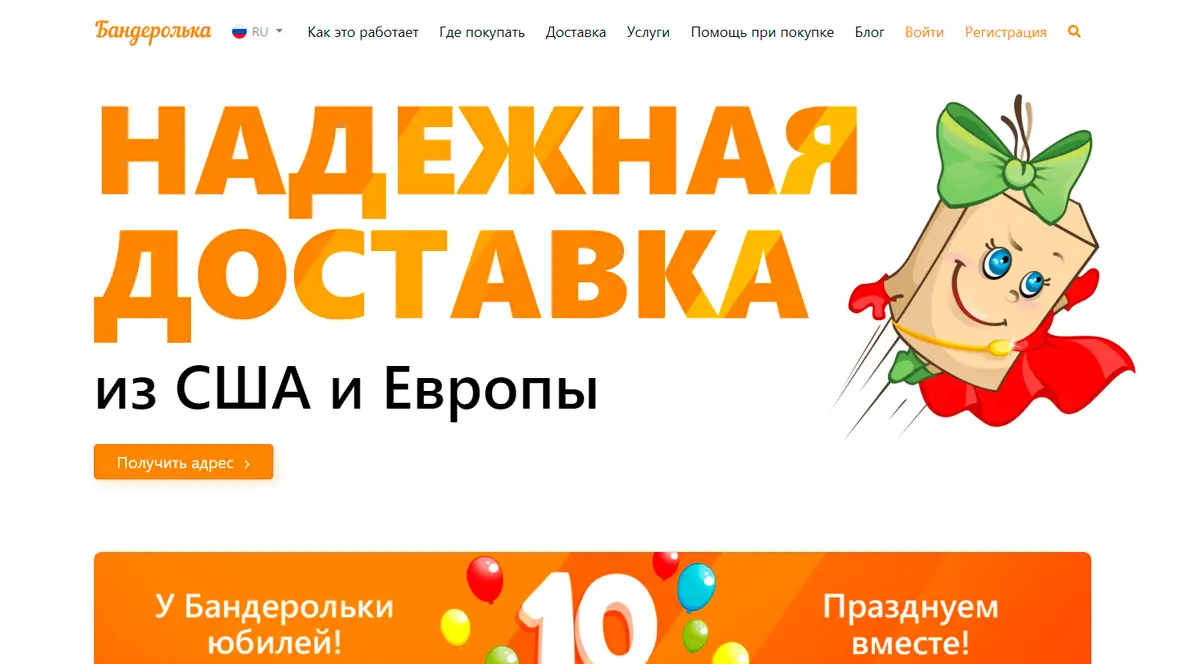 Бандеролька RU Как это работает Где покупать Доставка Услуги Помощь при покупке Блог Войти Регистрация
НАДЕЖНАЯ
ДОСТАВКА
из США и Европы
Получить адрес
У Бандерольки
юбилей!
10
Празднуем
вместе!